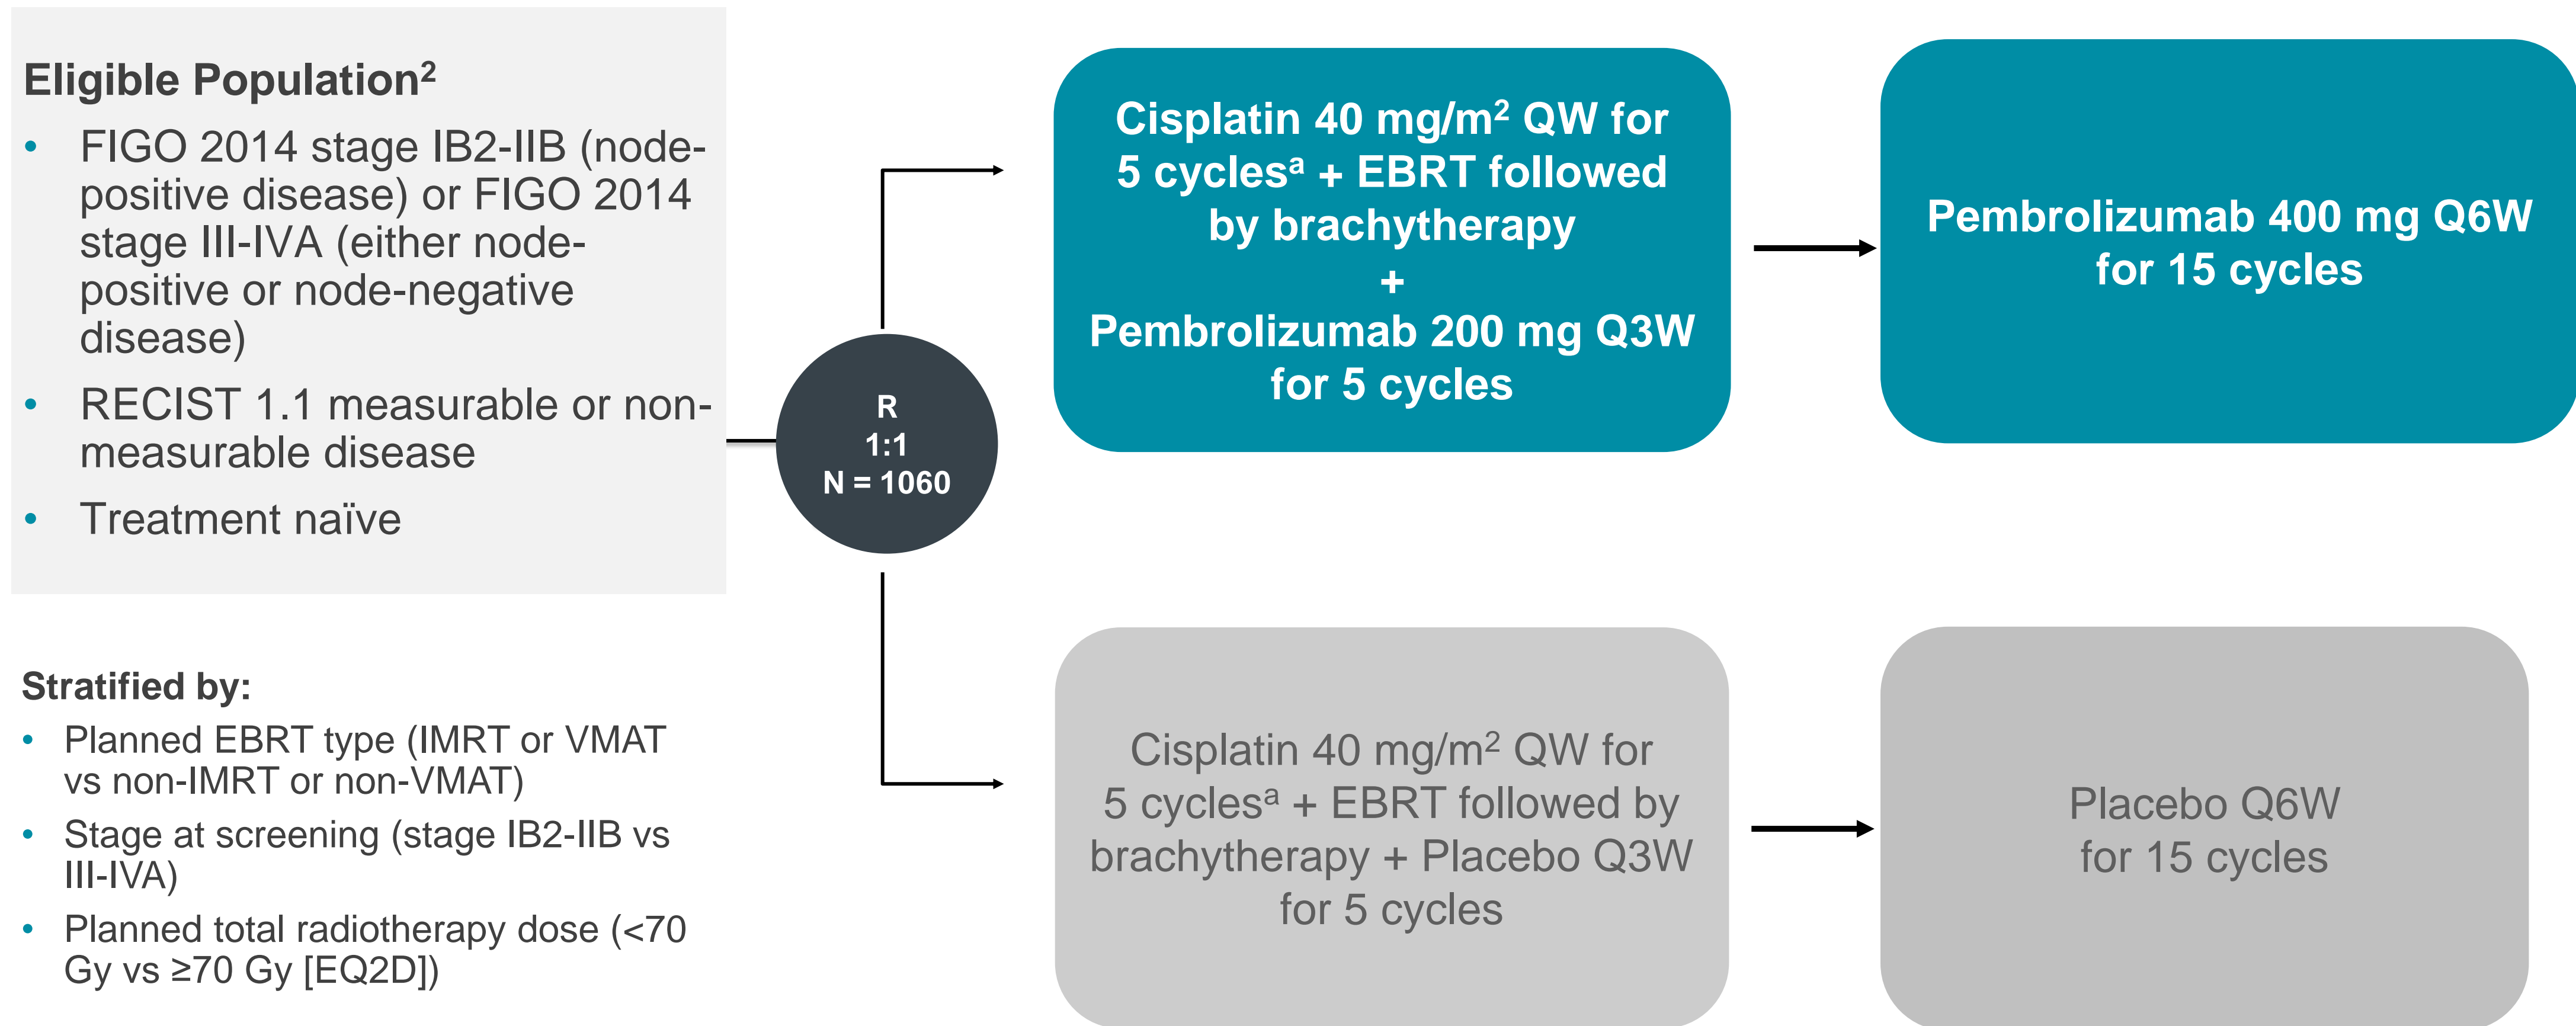 Eligible Population²
• FIGO 2014 stage IB2-IIB (node-
positive disease) or FIGO 2014
stage III-IVA (either node-
positive or node-negative
disease)
• RECIST 1.1 measurable or non-
measurable disease
• Treatment naïve
Stratified by:
• Planned EBRT type (IMRT or VMAT
vs non-IMRT or non-VMAT)
• Stage at screening (stage IB2-IIB vs
III-IVA)
• Planned total radiotherapy dose (<70
Gy vs ≥70 Gy [EQ2D])
R
1:1
N = 1060
Cisplatin 40 mg/m² QW for
5 cyclesᵃ + EBRT followed
by brachytherapy
+
Pembrolizumab 200 mg Q3W
for 5 cycles
Pembrolizumab 400 mg Q6W
for 15 cycles
Cisplatin 40 mg/m² QW for
5 cyclesᵃ + EBRT followed by
brachytherapy + Placebo Q3W
for 5 cycles
Placebo Q6W
for 15 cycles